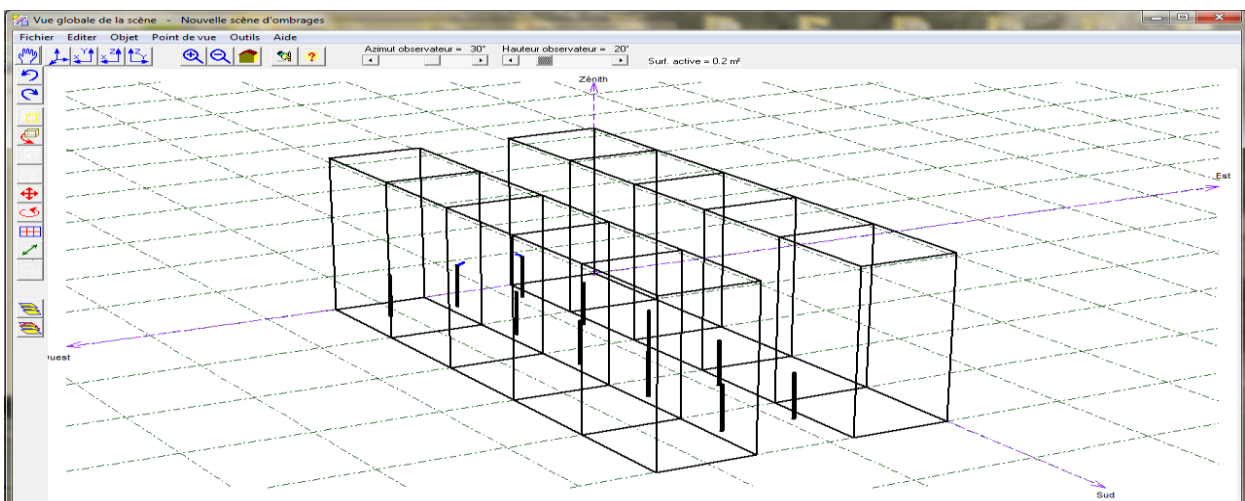 Vue globale de la scène - Nouvelle scène d'ombrages
Fichier Editer Objet Point de vue Outils Aide
Azimut observateur = 30° Hauteur observateur = 20°
Surf. active = 0.2 m²
Zénith
Est
Ouest
Sud